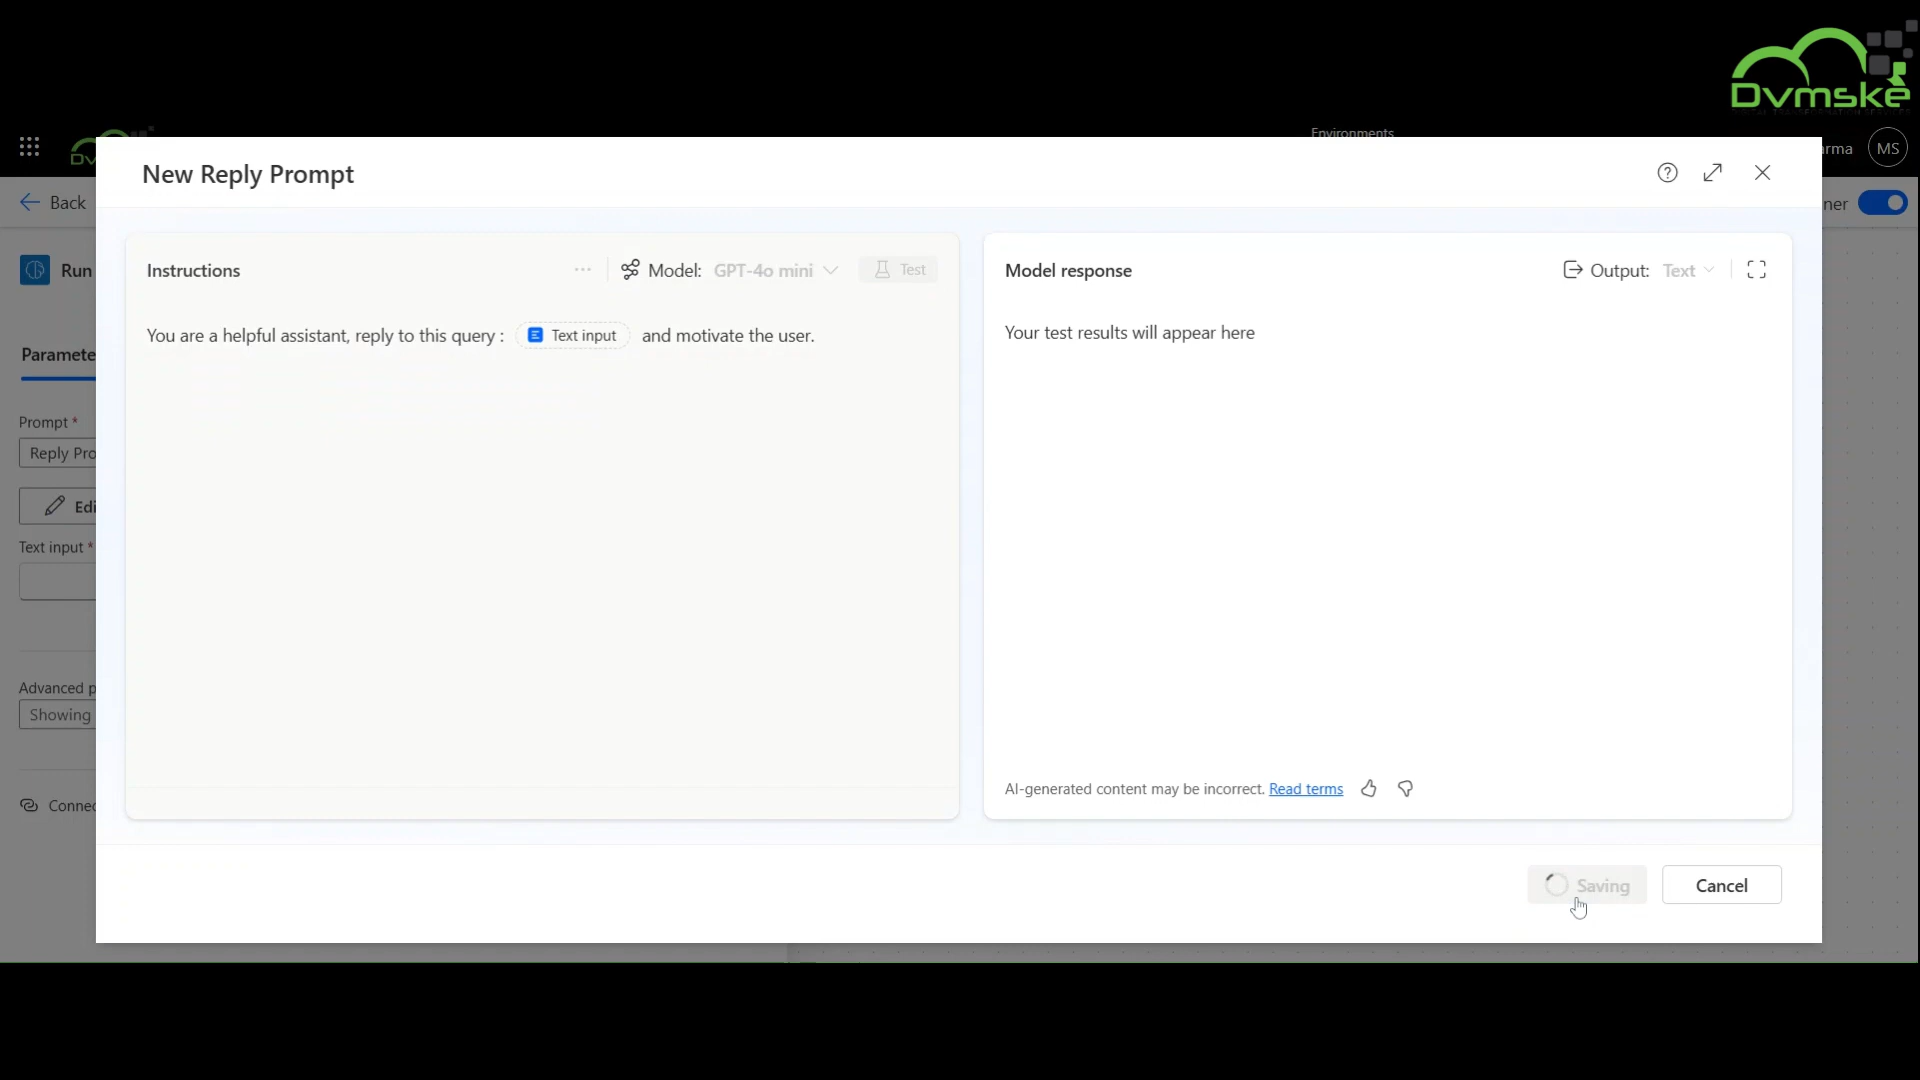 Dvmske
Environments
Dv
arma
MS
New Reply Prompt
Back
ner
Run
Instructions
Model: GPT-4o mini
Test
Model response
Output: Text
You are a helpful assistant, reply to this query : Text input and motivate the user.
Your test results will appear here
Paramete
Prompt *
Reply Pro
Edi
Text input *
Advanced p
Showing
Connec
AI-generated content may be incorrect. Read terms
Saving
Cancel